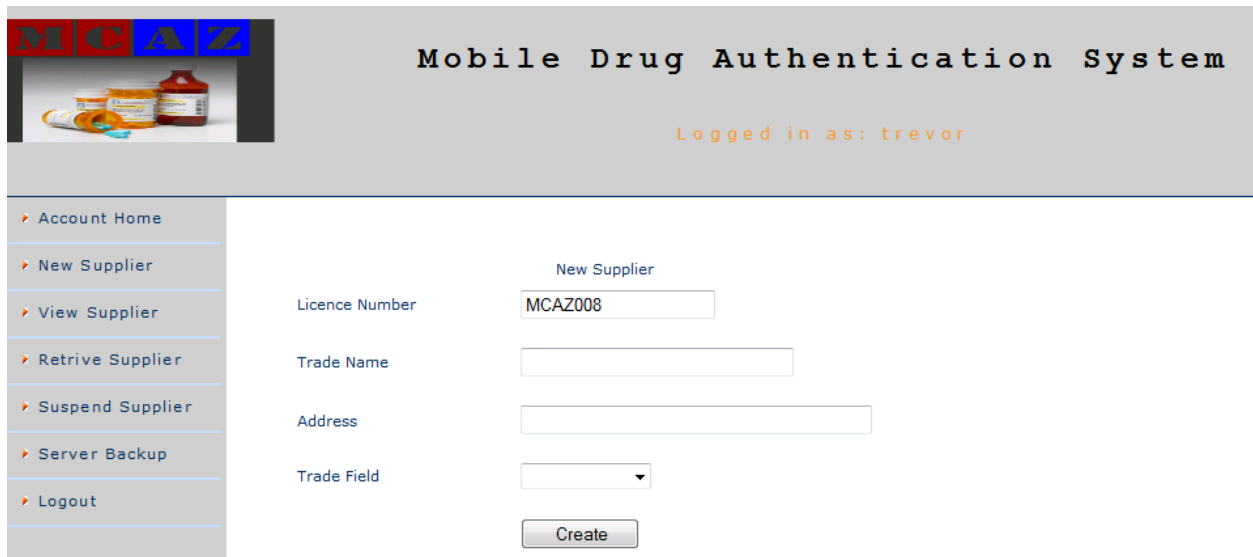 MCAZ
Mobile Drug Authentication System
Logged in as: trevor
Account Home
New Supplier
View Supplier
Retrive Supplier
Suspend Supplier
Server Backup
Logout
New Supplier
Licence Number MCAZ008
Trade Name
Address
Trade Field
Create